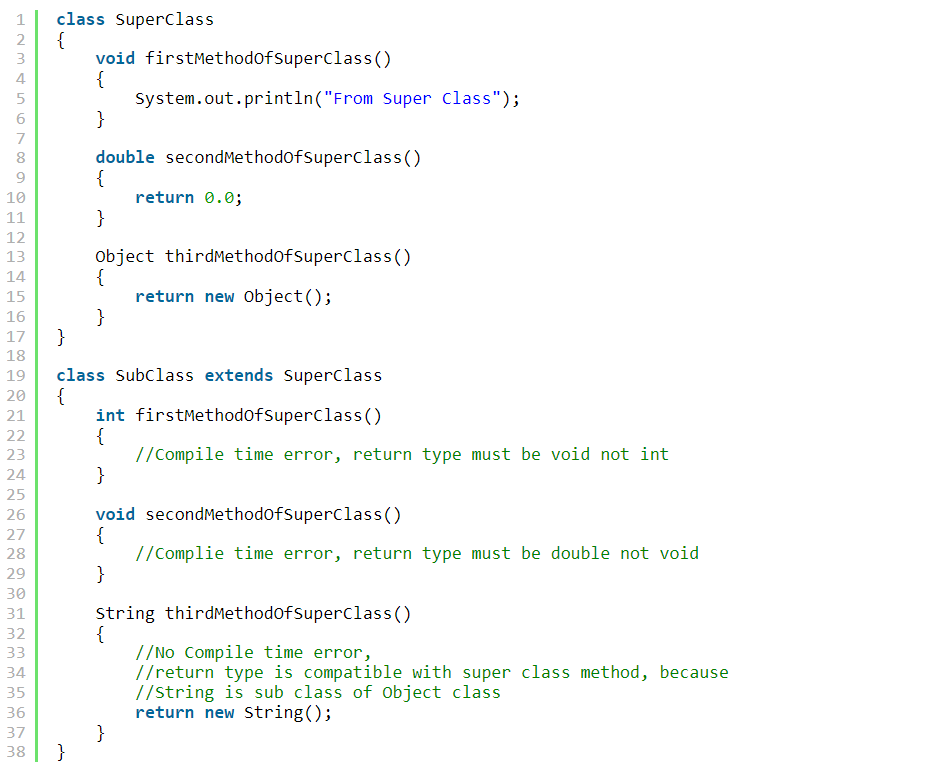 1 class SuperClass
2 {
3     void firstMethodOfSuperClass()
4     {
5         System.out.println("From Super Class");
6     }
7
8     double secondMethodOfSuperClass()
9     {
10         return 0.0;
11     }
12
13     Object thirdMethodOfSuperClass()
14     {
15         return new Object();
16     }
17 }
18
19 class SubClass extends SuperClass
20 {
21     int firstMethodOfSuperClass()
22     {
23         //Compile time error, return type must be void not int
24     }
25
26     void secondMethodOfSuperClass()
27     {
28         //Complie time error, return type must be double not void
29     }
30
31     String thirdMethodOfSuperClass()
32     {
33         //No Compile time error,
34         //return type is compatible with super class method, because
35         //String is sub class of Object class
36         return new String();
37     }
38 }